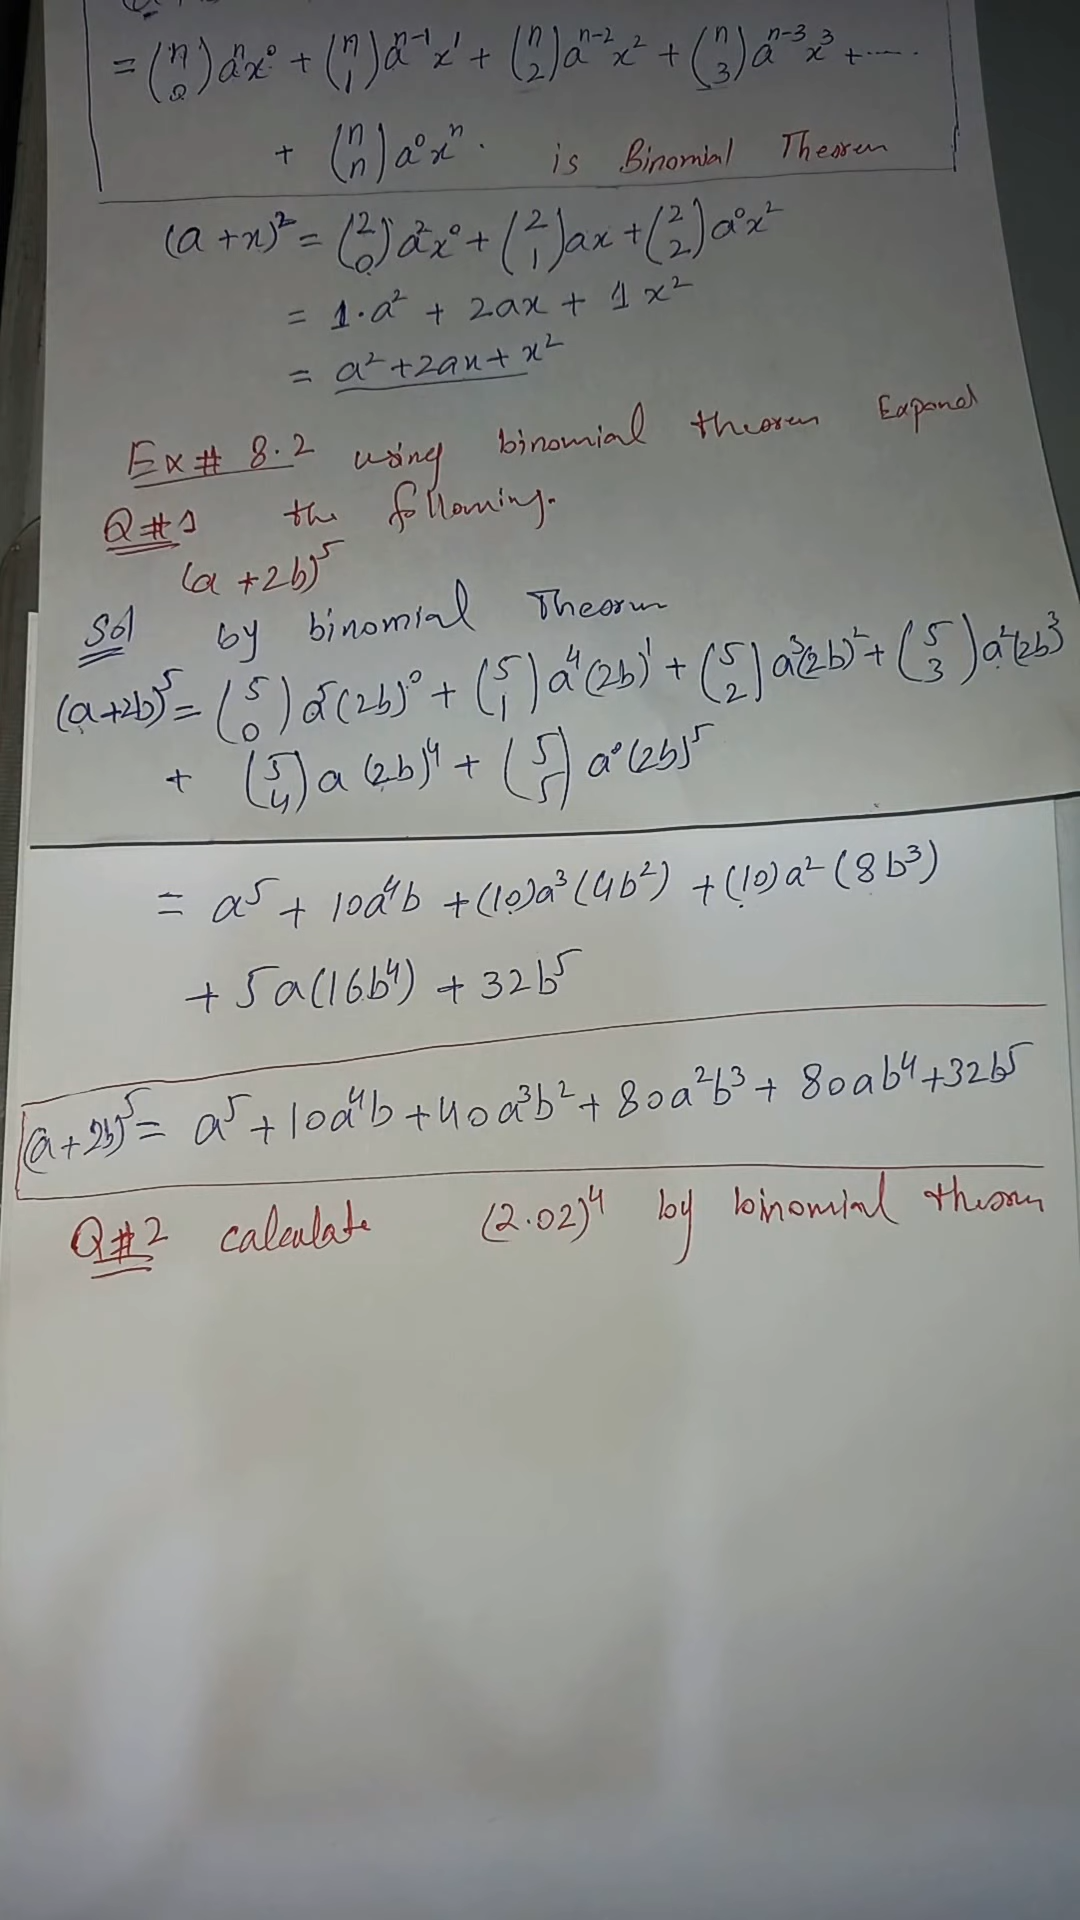 = (n 0) aⁿx⁰ + (n 1) aⁿ⁻¹x¹ + (n 2) aⁿ⁻²x² + (n 3) aⁿ⁻³x³ + ......
+ (n n) a⁰xⁿ. is Binomial Theorem
(a + x)² = (2 0) a²x⁰ + (2 1) ax + (2 2) a⁰x²
= 1·a² + 2ax + 1x²
= a² + 2ax + x²
Ex# 8.2 using binomial theorem Expand
Q#1 the following.
(a + 2b)⁵
Sol by binomial Theorem
(a+2b)⁵ = (5 0) a⁵(2b)⁰ + (5 1) a⁴(2b)¹ + (5 2) a³(2b)² + (5 3) a²(2b)³
+ (5 4) a (2b)⁴ + (5 5) a⁰(2b)⁵
= a⁵ + 10a⁴b + (10)a³(4b²) + (10)a²(8b³)
+ 5a(16b⁴) + 32b⁵
(a+2b)⁵ = a⁵ + 10a⁴b + 40a³b² + 80a²b³ + 80ab⁴ + 32b⁵
Q#2 calculate (2.02)⁴ by binomial theorem